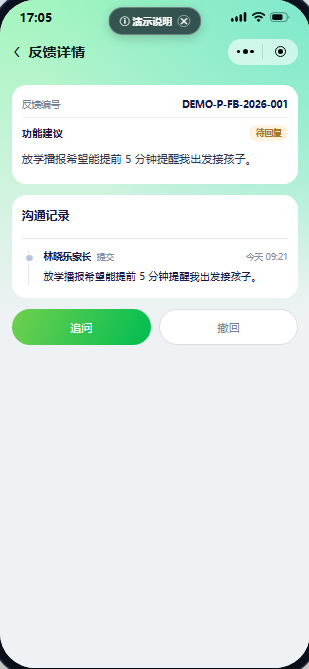 17:05
演示说明
反馈详情
反馈编号 DEMO-P-FB-2026-001
功能建议 待回复
放学播报希望能提前 5 分钟提醒我出发接孩子。
沟通记录
林晓乐家长 提交 今天 09:21
放学播报希望能提前 5 分钟提醒我出发接孩子。
追问 撤回